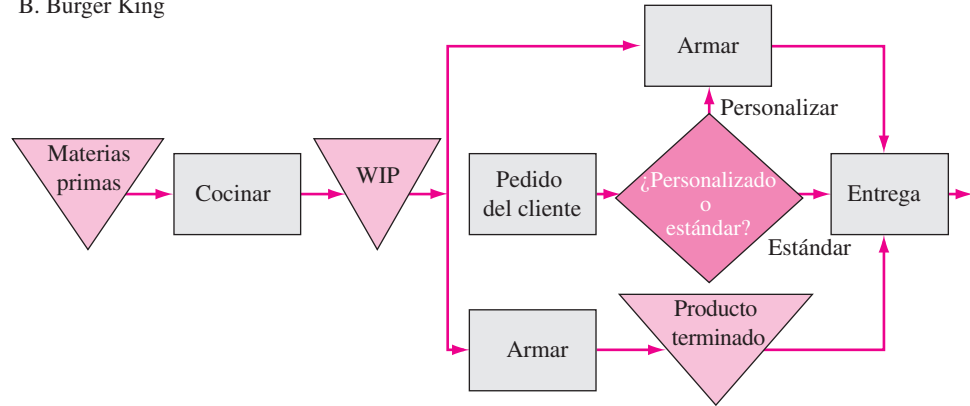 B. Burger King
Armar
Personalizar
Materias
primas
Cocinar
WIP
Pedido
del cliente
¿Personalizado
o
estándar?
Entrega
Estándar
Armar
Producto
terminado